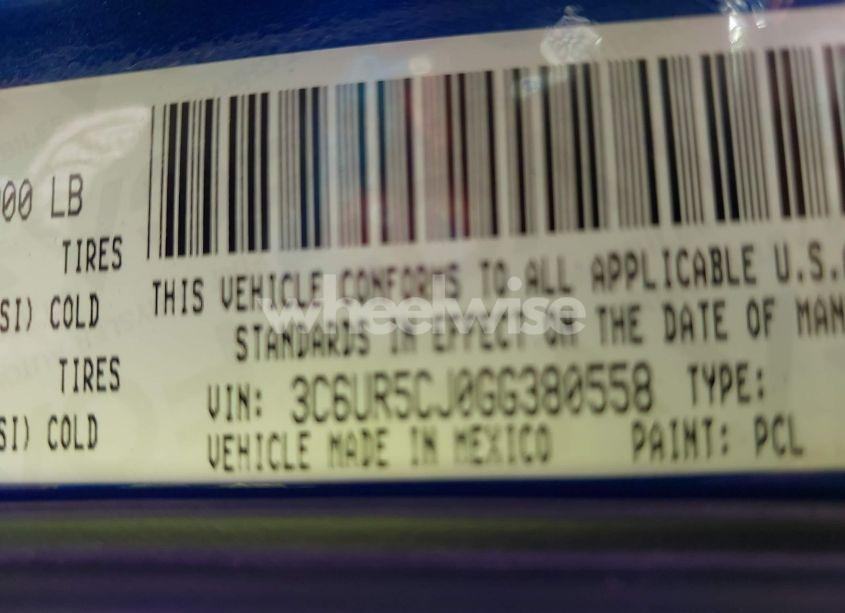 00 LB
TIRES
SI) COLD
TIRES
SI) COLD
THIS VEHICLE CONFORMS TO ALL APPLICABLE U.S.
STANDARDS IN EFFECT ON THE DATE OF MAN
VIN: 3C6UR5CJ0GG380558 TYPE:
VEHICLE MADE IN MEXICO PAINT: PCL
wheelwise